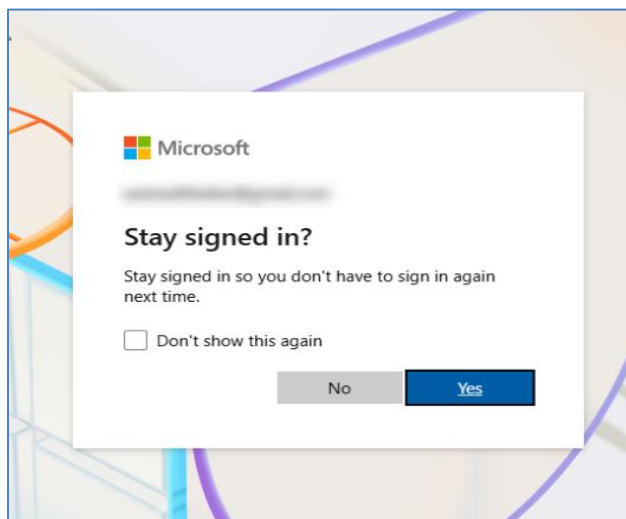 Microsoft
Stay signed in?
Stay signed in so you don't have to sign in again
next time.
Don't show this again
No
Yes